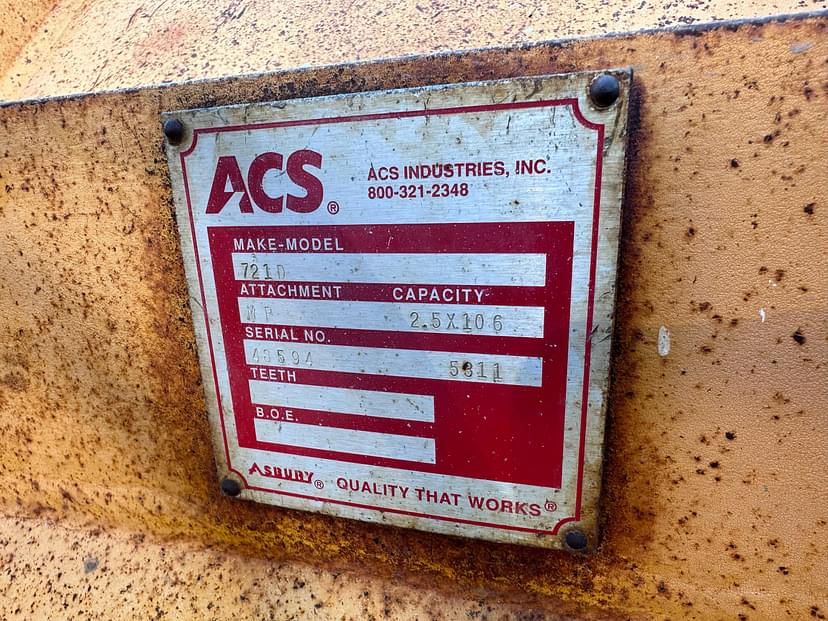 ACS®
ACS INDUSTRIES, INC.
800-321-2348
MAKE-MODEL
721D
ATTACHMENT CAPACITY
MP 2.5X106
SERIAL NO.
5311
TEETH
B.O.E.
ASBURY® QUALITY THAT WORKS®